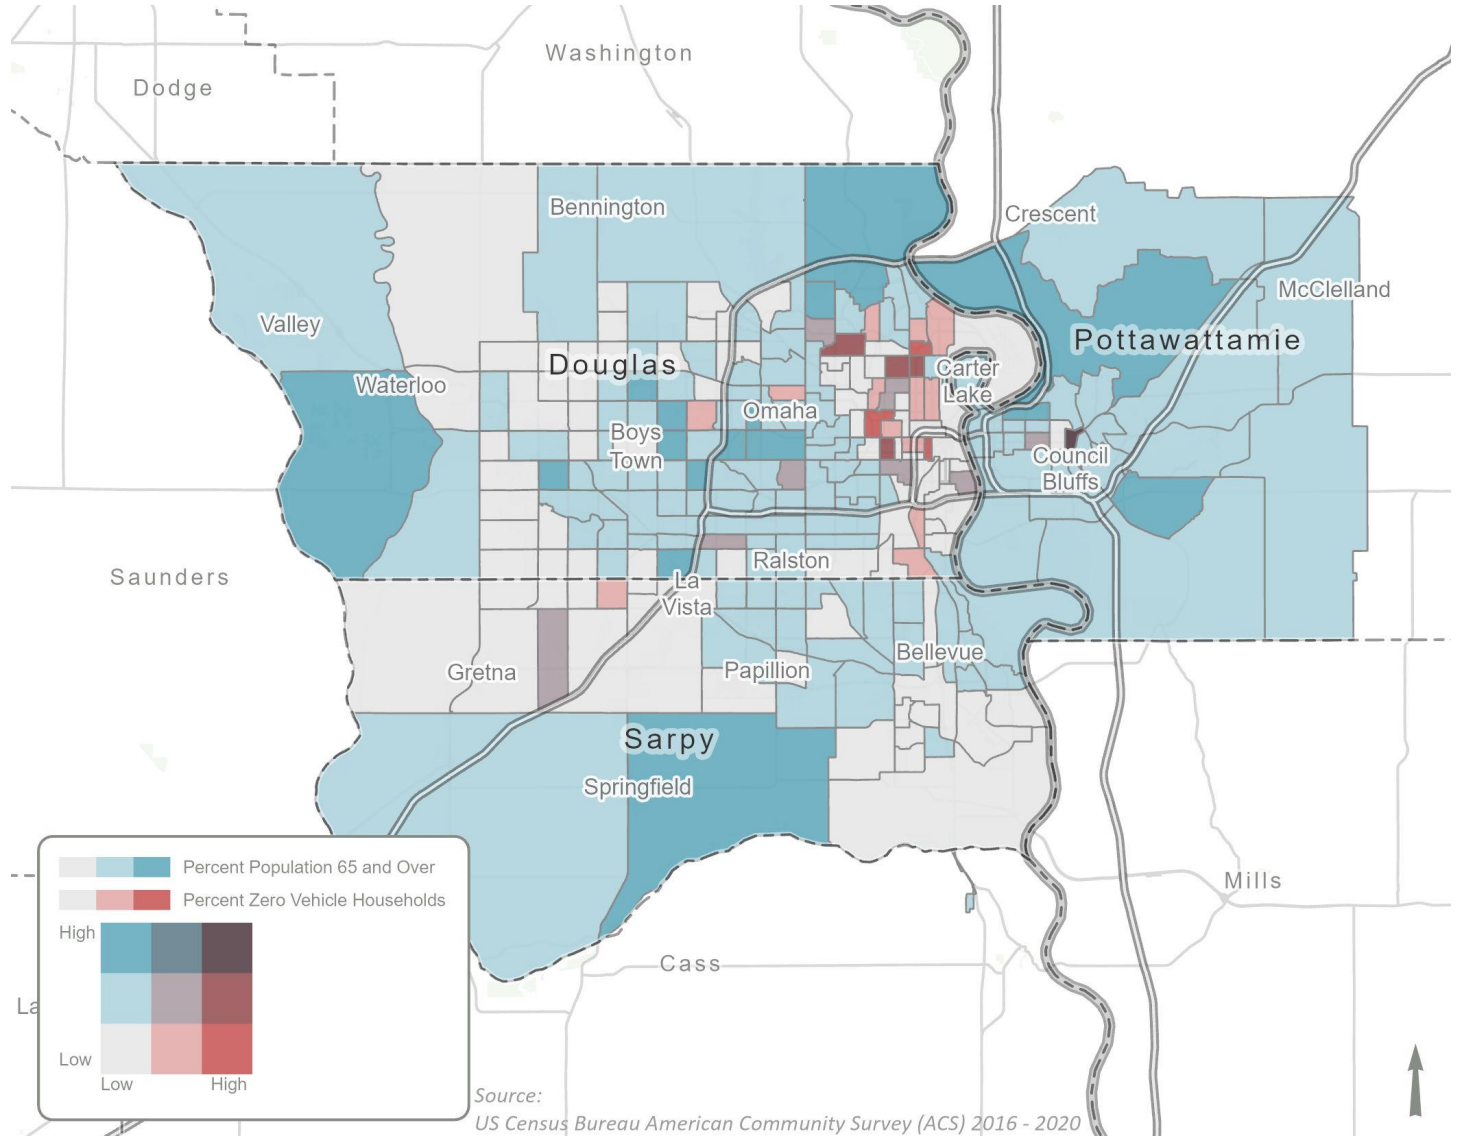 Washington
Dodge
Bennington
Crescent
McClelland
Valley
Pottawattamie
Douglas
Waterloo
Carter
Lake
Omaha
Boys
Town
Council
Bluffs
Ralston
Saunders
La
Vista
Bellevue
Gretna
Papillion
Sarpy
Springfield
Percent Population 65 and Over
Percent Zero Vehicle Households
High
Mills
Cass
La
Low
Low
High
Source:
US Census Bureau American Community Survey (ACS) 2016 - 2020